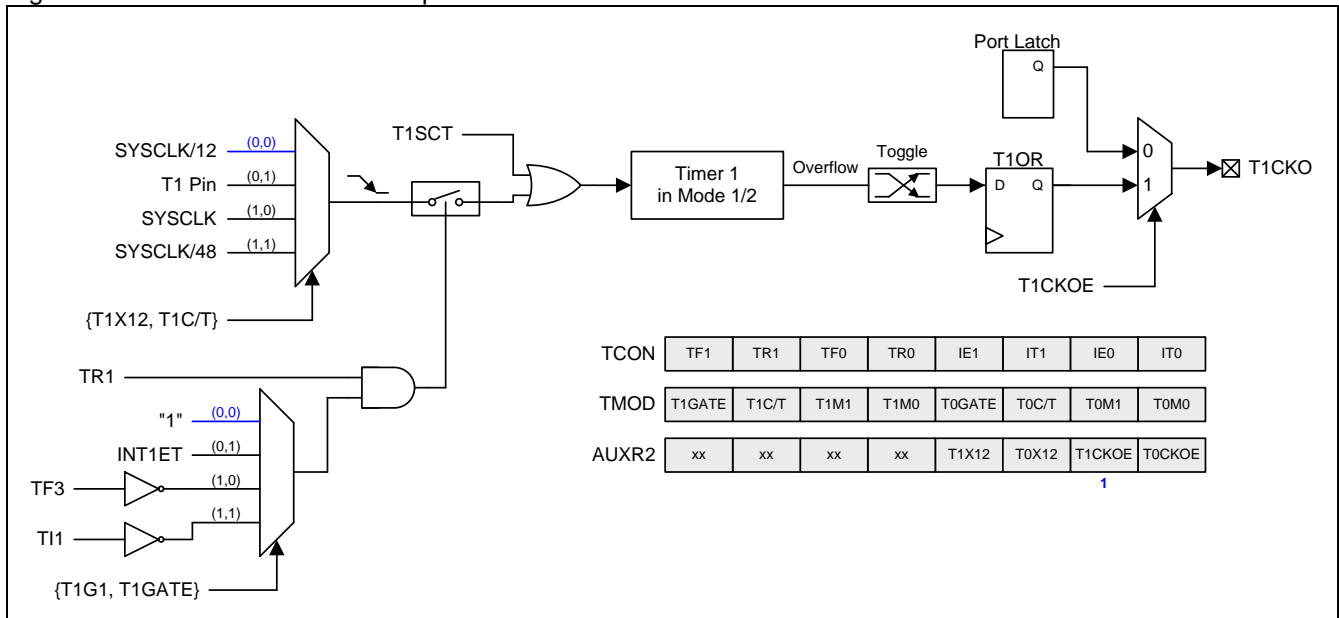 Port Latch
Q
T1SCT
SYSCLK/12 (0,0)
T1 Pin (0,1)
SYSCLK (1,0)
SYSCLK/48 (1,1)
{T1X12, T1C/T}
Timer 1
in Mode 1/2
Overflow
Toggle
T1OR
D Q
0
1
T1CKO
T1CKOE
TR1
"1" (0,0)
INT1ET (0,1)
TF3 (1,0)
TI1 (1,1)
{T1G1, T1GATE}
TCON TF1 TR1 TF0 TR0 IE1 IT1 IE0 IT0
TMOD T1GATE T1C/T T1M1 T1M0 T0GATE T0C/T T0M1 T0M0
AUXR2 xx xx xx xx T1X12 T0X12 T1CKOE T0CKOE
1